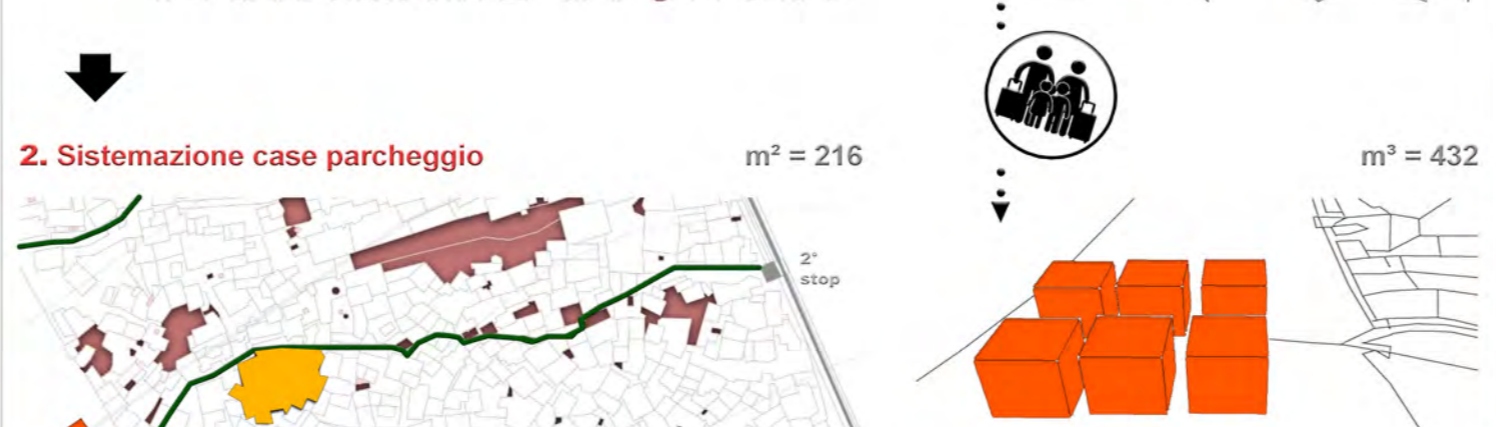 2. Sistemazione case parcheggio
m² = 216
m³ = 432
2°
stop